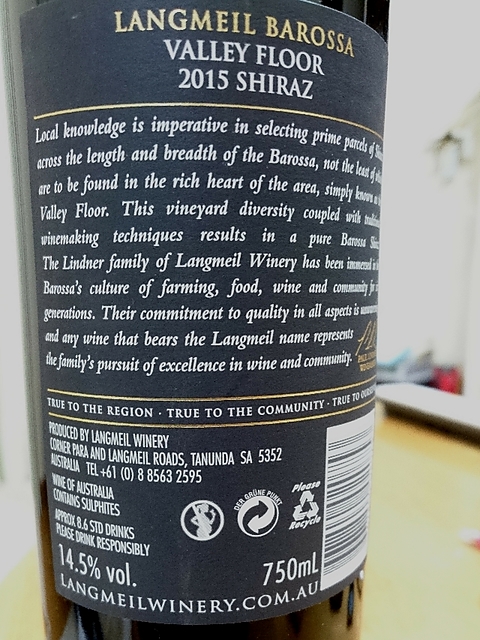 LANGMEIL BAROSSA
VALLEY FLOOR
2015 SHIRAZ
Local knowledge is imperative in selecting prime parcels of
across the length and breadth of the Barossa, not the least of
are to be found in the rich heart of the area, simply known
Valley Floor. This vineyard diversity coupled with
winemaking techniques results in a pure Barossa
The Lindner family of Langmeil Winery has been immersed in
Barossa's culture of farming, food, wine and community for
generations. Their commitment to quality in all aspects is
and any wine that bears the Langmeil name represents
the family's pursuit of excellence in wine and community.
TRUE TO THE REGION · TRUE TO THE COMMUNITY · TRUE TO
PRODUCED BY LANGMEIL WINERY
CORNER PARA AND LANGMEIL ROADS, TANUNDA SA 5352
AUSTRALIA TEL +61 (0) 8 8563 2595
WINE OF AUSTRALIA
CONTAINS SULPHITES
APPROX 8.6 STD DRINKS
PLEASE DRINK RESPONSIBLY
DER GRÜNE PUNKT
Please
Recycle
14.5% vol.
750mL
LANGMEILWINERY.COM.AU